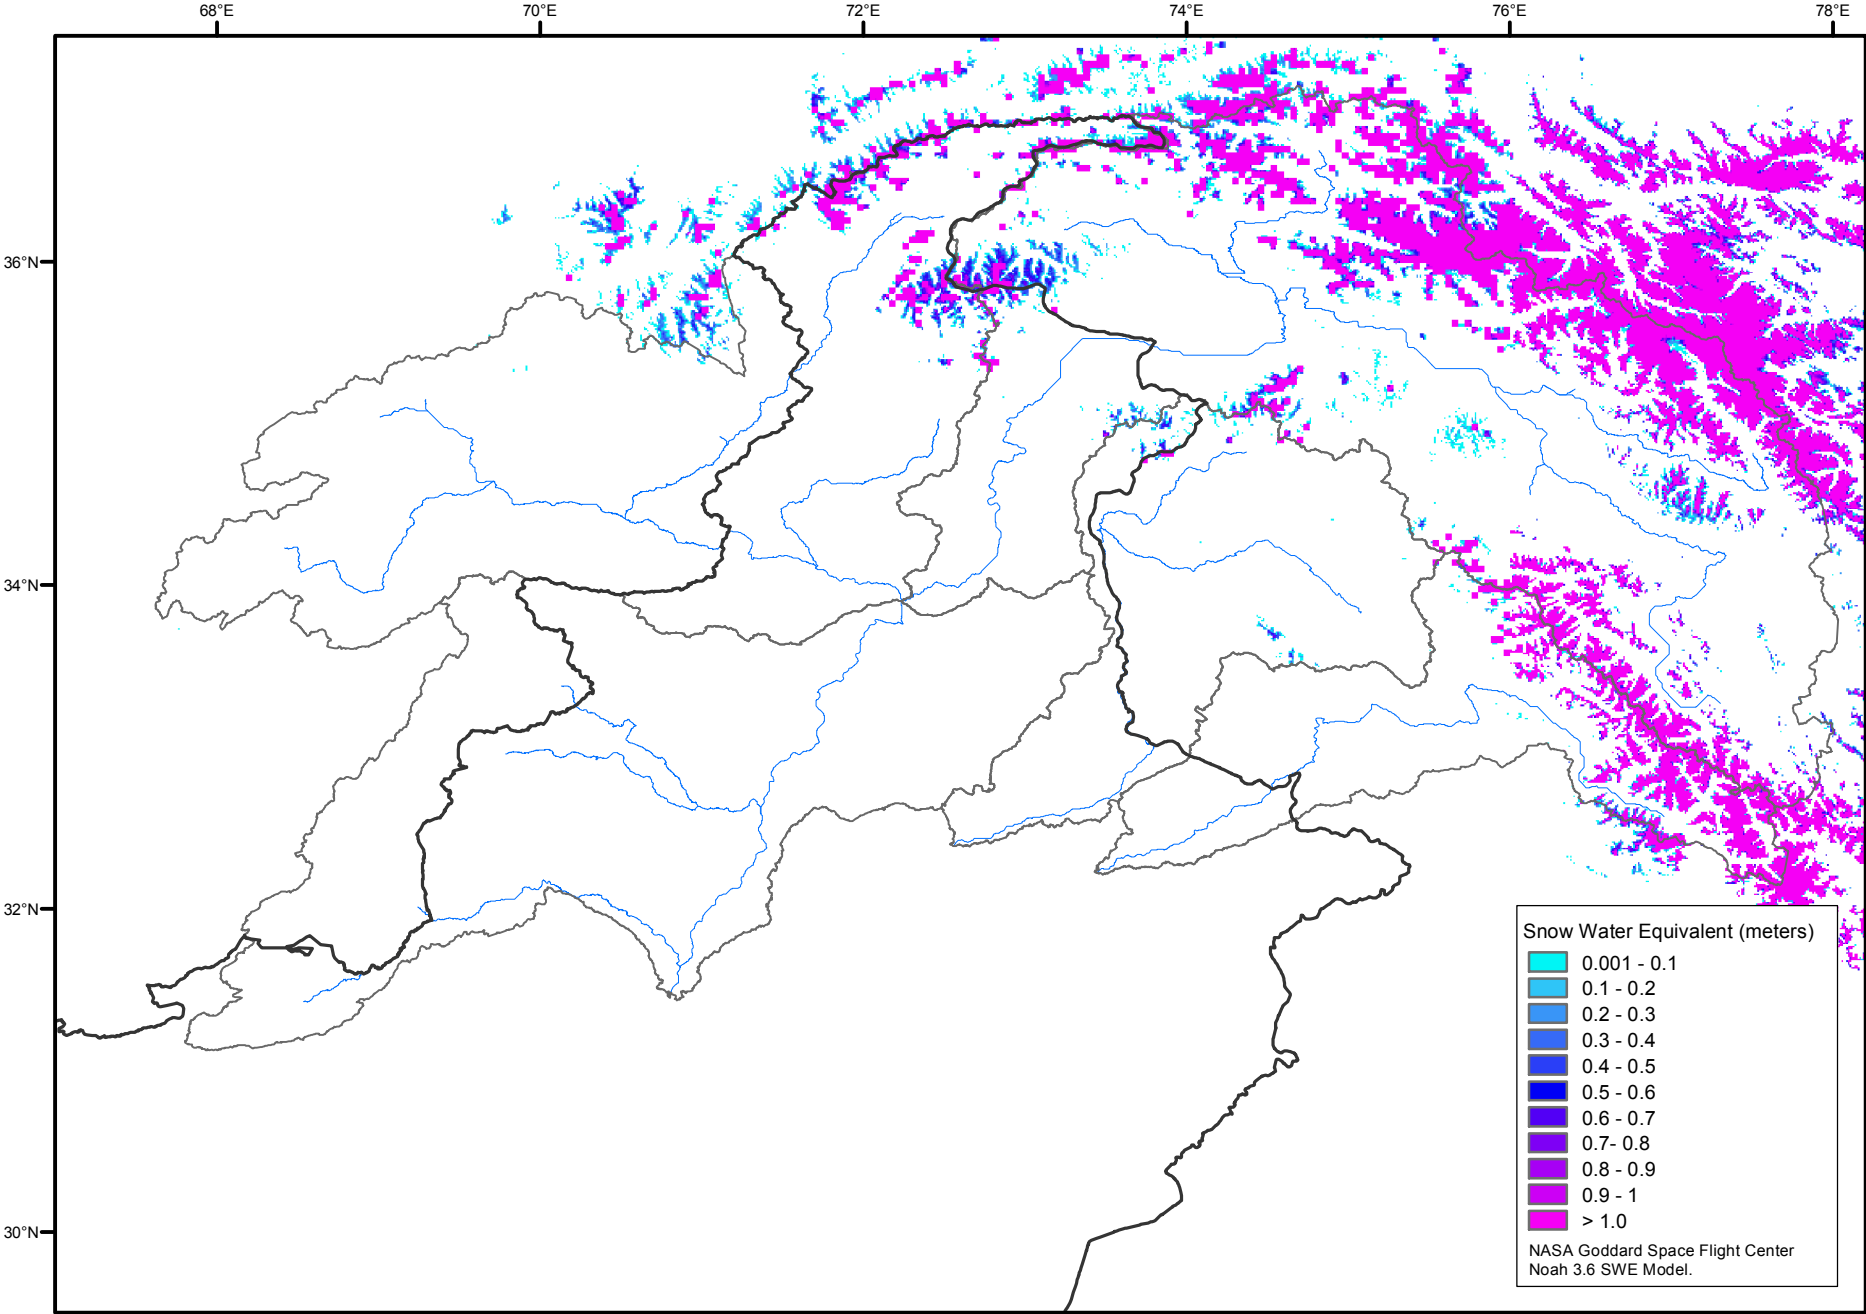 68°E 70°E 72°E 74°E 76°E 78°E
36°N
34°N
32°N
30°N
Snow Water Equivalent (meters)
0.001 - 0.1
0.1 - 0.2
0.2 - 0.3
0.3 - 0.4
0.4 - 0.5
0.5 - 0.6
0.6 - 0.7
0.7- 0.8
0.8 - 0.9
0.9 - 1
> 1.0
NASA Goddard Space Flight Center
Noah 3.6 SWE Model.